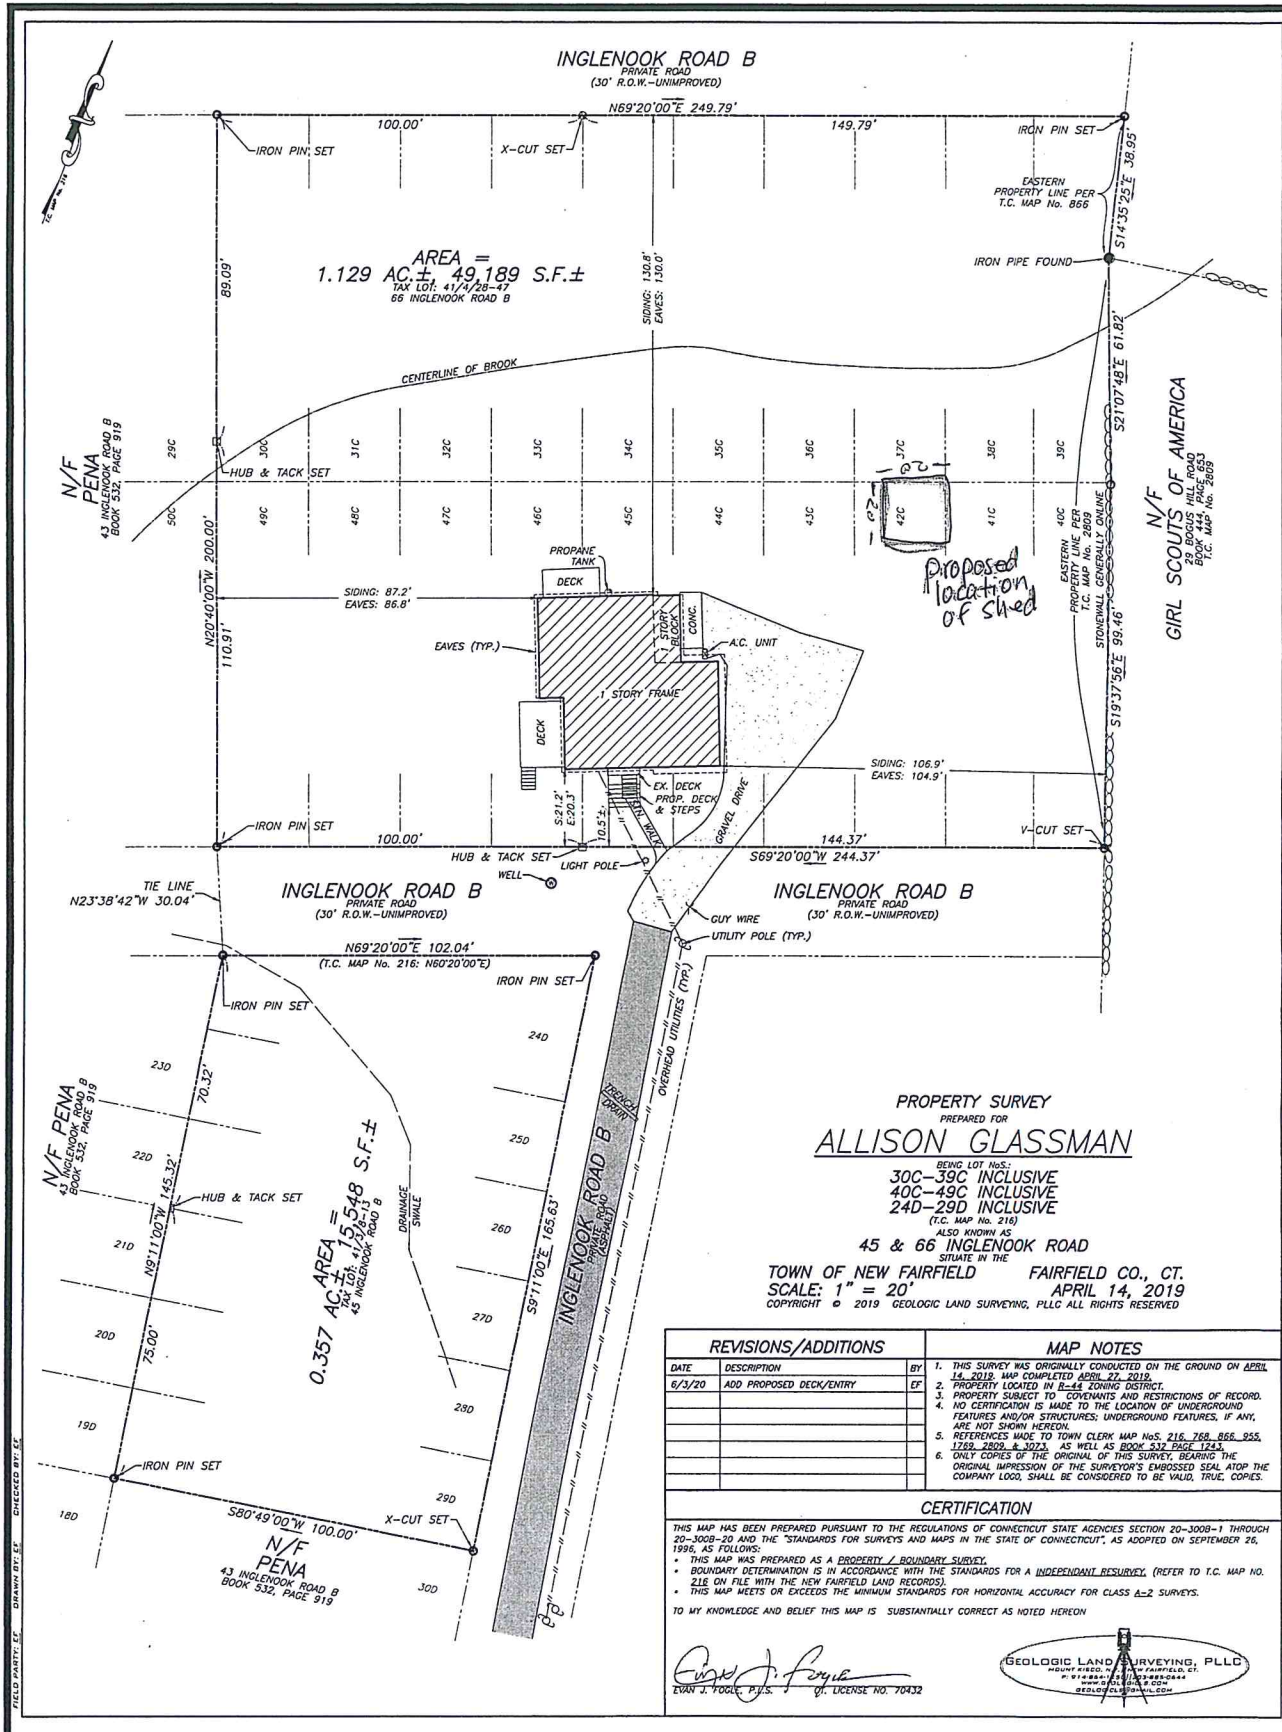 INGLENOOK ROAD B
PRIVATE ROAD
(30' R.O.W.-UNIMPROVED)
N69°20'00"E 249.79'
100.00'
149.79'
IRON PIN SET
X-CUT SET
IRON PIN SET
EASTERN
PROPERTY LINE PER
T.C. MAP No. 866
S14°35'25"E 38.95'
IRON PIPE FOUND
T.C. MAP No. 216
AREA =
1.129 AC.±, 49,189 S.F.±
TAX LOT: 41/4/28-47
66 INGLENOOK ROAD B
89.09'
SIDING: 130.8'
EAVES: 130.0'
S21°07'48"E 61.82'
CENTERLINE OF BROOK
N/F
PENA
43 INGLENOOK ROAD B
BOOK 532, PAGE 919
29C
30C
31C
32C
33C
34C
35C
36C
37C
38C
39C
HUB & TACK SET
50C
49C
48C
47C
46C
45C
44C
43C
42C
41C
EASTERN 40C
PROPERTY LINE PER
T.C. MAP No. 2809
STONEWALL GENERALLY ONLINE
-20-
-20-
Proposed
location
of shed
N/F
GIRL SCOUTS OF AMERICA
29 BOGUS HILL ROAD
BOOK 444, PAGE 653
T.C. MAP No. 2809
N20°40'00"W 200.00'
110.91'
SIDING: 87.2'
EAVES: 86.8'
PROPANE
TANK
DECK
EAVES (TYP.)
1 STORY
BLOCK
CONC.
A.C. UNIT
1 STORY FRAME
DECK
S19°37'56"E 99.46'
SIDING: 106.9'
EAVES: 104.9'
EX. DECK
PROP. DECK
& STEPS
S:21.2'
E:20.3'
10.5'±
STN. WALK
GRAVEL DRIVE
IRON PIN SET
100.00'
144.37'
V-CUT SET
HUB & TACK SET
LIGHT POLE
S69°20'00"W 244.37'
WELL
TIE LINE
N23°38'42"W 30.04'
INGLENOOK ROAD B
PRIVATE ROAD
(30' R.O.W.-UNIMPROVED)
INGLENOOK ROAD B
PRIVATE ROAD
(30' R.O.W.-UNIMPROVED)
GUY WIRE
UTILITY POLE (TYP.)
N69°20'00"E 102.04'
(T.C. MAP No. 216: N60°20'00"E)
IRON PIN SET
IRON PIN SET
OVERHEAD UTILITIES (TYP.)
24D
23D
70.32'
TRENCH
DRAIN
N/F PENA
43 INGLENOOK ROAD B
BOOK 532, PAGE 919
22D
25D
HUB & TACK SET
DRAINAGE
SWALE
N9°11'00"W 145.32'
AREA =
0.357 AC.±, 15,548 S.F.±
TAX LOT: 41/3/8-13
45 INGLENOOK ROAD B
21D
26D
INGLENOOK ROAD B
PRIVATE ROAD
(ASPHALT)
S9°11'00"E 165.63'
20D
75.00'
27D
28D
19D
IRON PIN SET
18D
29D
X-CUT SET
S80°49'00"W 100.00'
N/F
PENA
43 INGLENOOK ROAD B
BOOK 532, PAGE 919
30D
PROPERTY SURVEY
PREPARED FOR
ALLISON GLASSMAN
BEING LOT NoS.:
30C-39C INCLUSIVE
40C-49C INCLUSIVE
24D-29D INCLUSIVE
(T.C. MAP No. 216)
ALSO KNOWN AS
45 & 66 INGLENOOK ROAD
SITUATE IN THE
TOWN OF NEW FAIRFIELD FAIRFIELD CO., CT.
SCALE: 1" = 20' APRIL 14, 2019
COPYRIGHT © 2019 GEOLOGIC LAND SURVEYING, PLLC ALL RIGHTS RESERVED
REVISIONS/ADDITIONS
DATE DESCRIPTION BY
6/3/20 ADD PROPOSED DECK/ENTRY EF
MAP NOTES
1. THIS SURVEY WAS ORIGINALLY CONDUCTED ON THE GROUND ON APRIL
14, 2019. MAP COMPLETED APRIL 27, 2019.
2. PROPERTY LOCATED IN R-44 ZONING DISTRICT.
3. PROPERTY SUBJECT TO COVENANTS AND RESTRICTIONS OF RECORD.
4. NO CERTIFICATION IS MADE TO THE LOCATION OF UNDERGROUND
FEATURES AND/OR STRUCTURES; UNDERGROUND FEATURES, IF ANY,
ARE NOT SHOWN HEREON.
5. REFERENCES MADE TO TOWN CLERK MAP NoS. 216, 768, 866, 955,
1769, 2809, & 3073. AS WELL AS BOOK 532 PAGE 1243.
6. ONLY COPIES OF THE ORIGINAL OF THIS SURVEY, BEARING THE
ORIGINAL IMPRESSION OF THE SURVEYOR'S EMBOSSED SEAL ATOP THE
COMPANY LOGO, SHALL BE CONSIDERED TO BE VALID, TRUE, COPIES.
CERTIFICATION
THIS MAP HAS BEEN PREPARED PURSUANT TO THE REGULATIONS OF CONNECTICUT STATE AGENCIES SECTION 20-300B-1 THROUGH
20-300B-20 AND THE "STANDARDS FOR SURVEYS AND MAPS IN THE STATE OF CONNECTICUT", AS ADOPTED ON SEPTEMBER 26,
1996, AS FOLLOWS:
• THIS MAP WAS PREPARED AS A PROPERTY / BOUNDARY SURVEY.
• BOUNDARY DETERMINATION IS IN ACCORDANCE WITH THE STANDARDS FOR A INDEPENDANT RESURVEY. (REFER TO T.C. MAP NO.
216 ON FILE WITH THE NEW FAIRFIELD LAND RECORDS).
• THIS MAP MEETS OR EXCEEDS THE MINIMUM STANDARDS FOR HORIZONTAL ACCURACY FOR CLASS A-2 SURVEYS.
TO MY KNOWLEDGE AND BELIEF THIS MAP IS SUBSTANTIALLY CORRECT AS NOTED HEREON
EVAN J. FOGLE, P.L.S. CT. LICENSE NO. 70432
GEOLOGIC LAND SURVEYING, PLLC
FIELD PARTY: EF DRAWN BY: EF CHECKED BY: EF